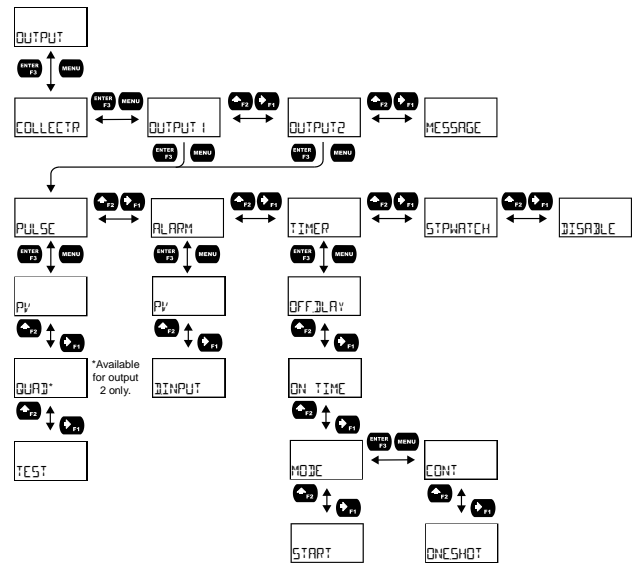 OUTPUT
ENTER F3 MENU
ENTER F3 MENU F2 F1 F2 F1
COLLECTR OUTPUT1 OUTPUT2 MESSAGE
ENTER F3 MENU ENTER F3 MENU
F2 F1 F2 F1 F2 F1 F2 F1
PULSE ALARM TIMER STPWATCH DISABLE
ENTER F3 MENU ENTER F3 MENU ENTER F3 MENU
PV PV OFF DLAY
F2 F1 F2 F1 F2 F1
*Available
for output
2 only.
QUAD* DINPUT ON TIME
F2 F1 F2 F1
ENTER F3 MENU
TEST MODE CONT
F2 F1 F2 F1
START ONESHOT